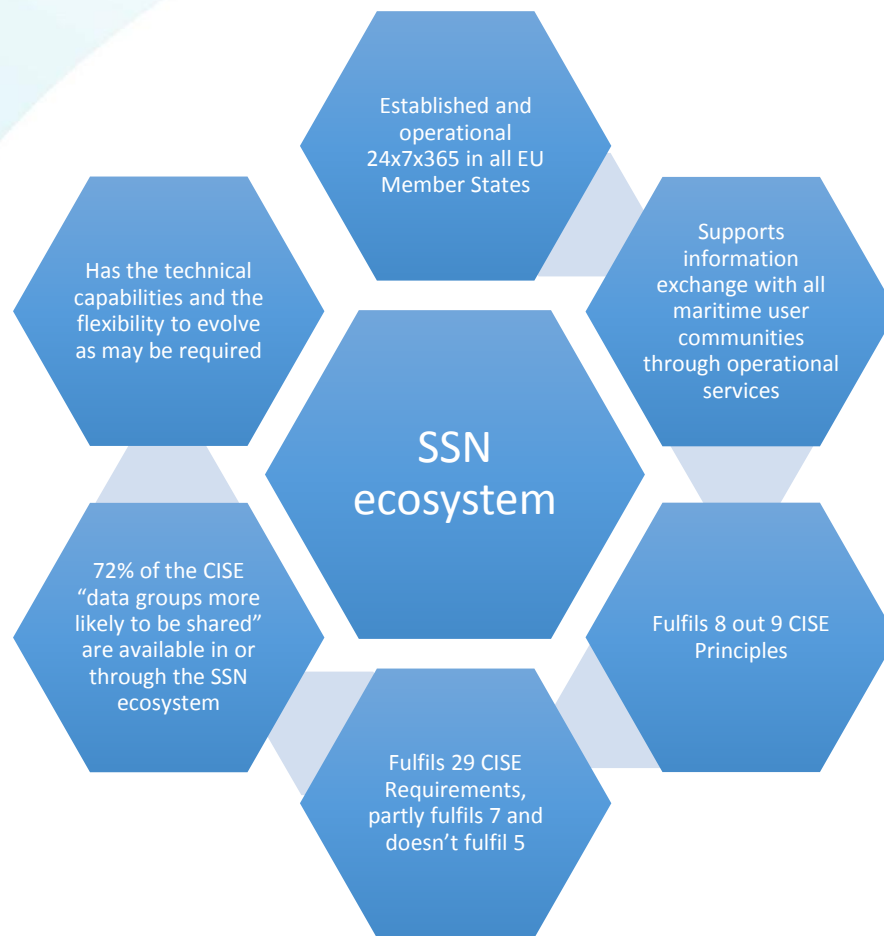 Established and
operational
24x7x365 in all EU
Member States
Supports
information
exchange with all
maritime user
communities
through operational
services
Fulfils 8 out 9 CISE
Principles
Fulfils 29 CISE
Requirements,
partly fulfils 7 and
doesn’t fulfil 5
72% of the CISE
“data groups more
likely to be shared”
are available in or
through the SSN
ecosystem
Has the technical
capabilities and the
flexibility to evolve
as may be required
SSN
ecosystem